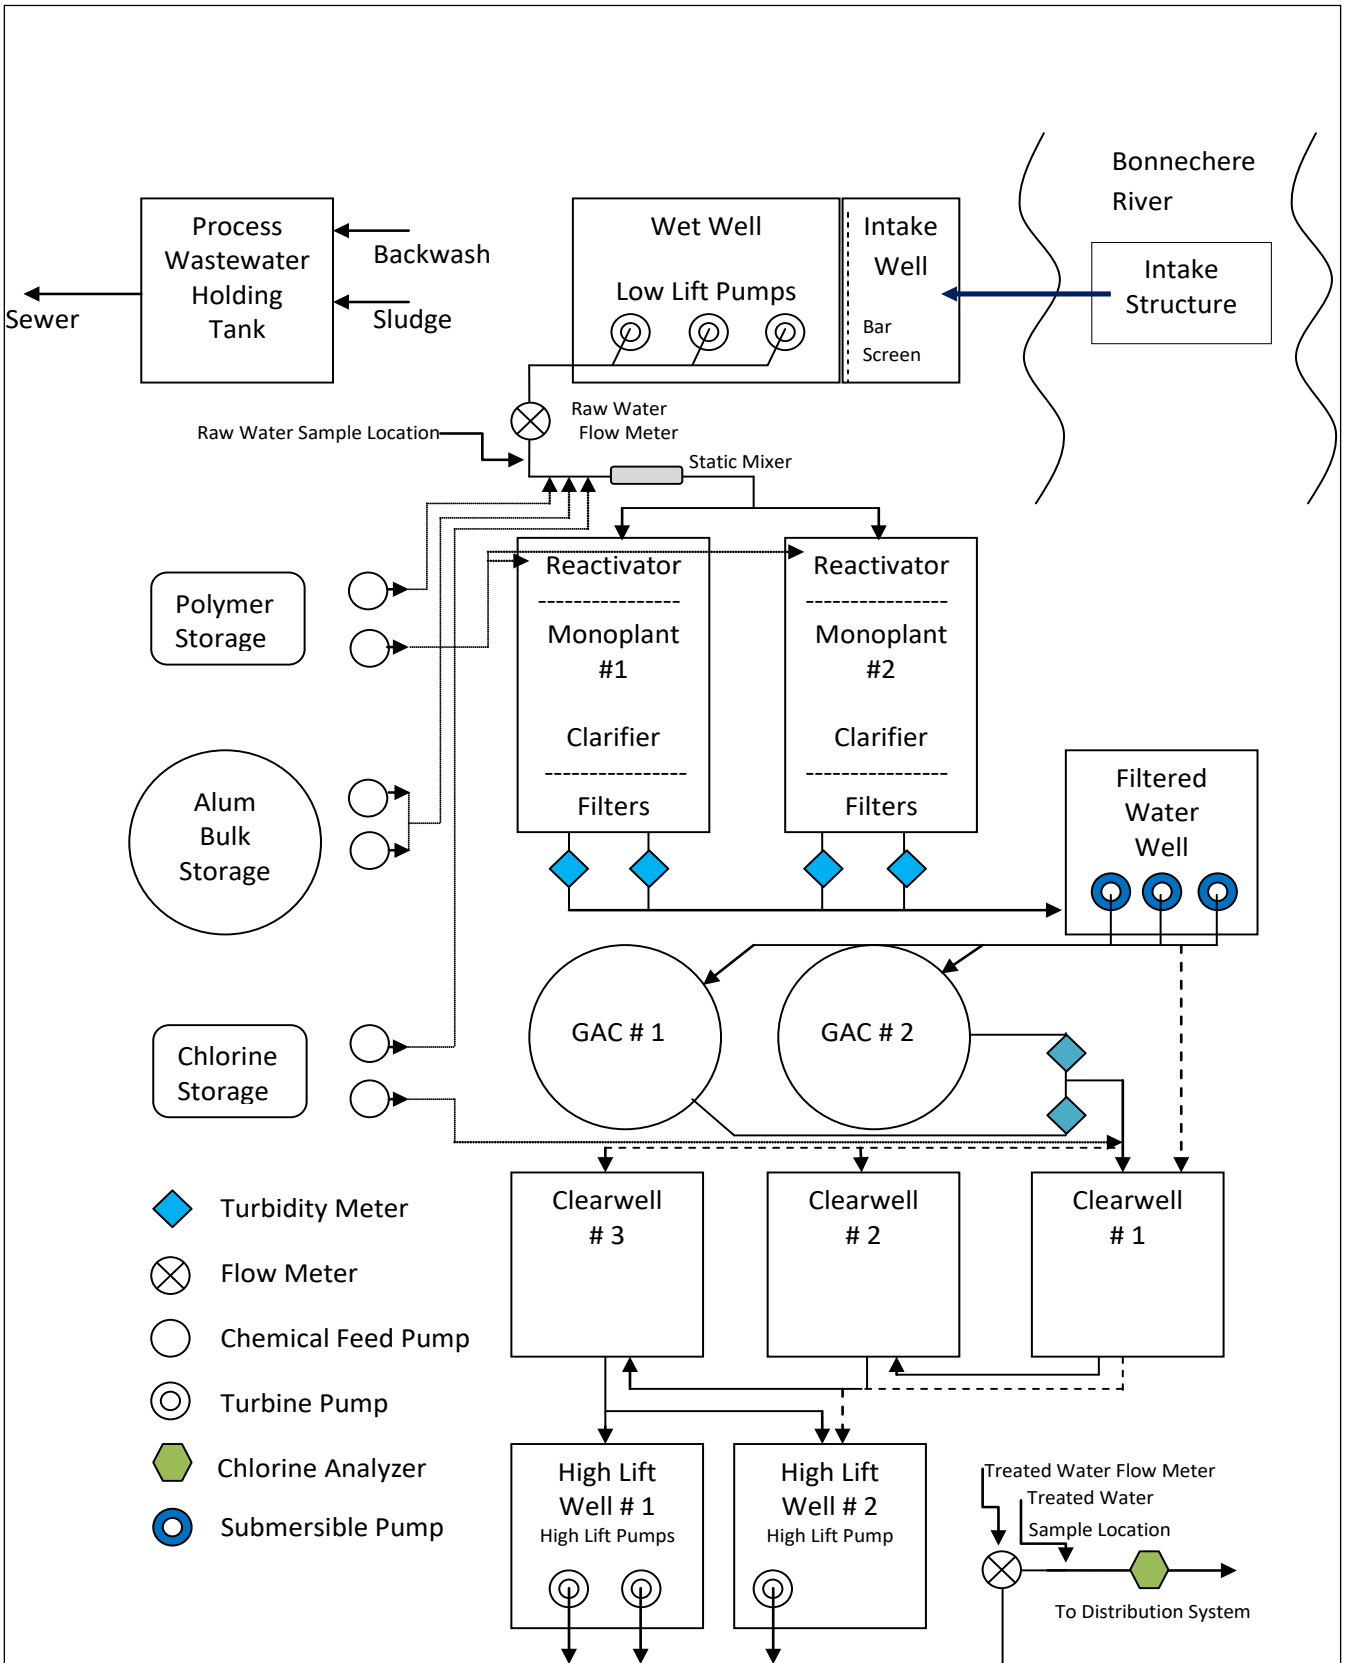 Bonnechere
River
Process
Wastewater
Holding
Tank
Backwash
Sludge
Sewer
Wet Well
Low Lift Pumps
Intake
Well
Bar
Screen
Intake
Structure
Raw Water
Flow Meter
Raw Water Sample Location
Static Mixer
Polymer
Storage
Reactivator
----------------
Monoplant
#1
Clarifier
----------------
Filters
Reactivator
----------------
Monoplant
#2
Clarifier
----------------
Filters
Alum
Bulk
Storage
Filtered
Water
Well
GAC # 1
GAC # 2
Chlorine
Storage
Clearwell
# 3
Clearwell
# 2
Clearwell
# 1
Turbidity Meter
Flow Meter
Chemical Feed Pump
Turbine Pump
Chlorine Analyzer
Submersible Pump
High Lift
Well # 1
High Lift Pumps
High Lift
Well # 2
High Lift Pump
Treated Water Flow Meter
Treated Water
Sample Location
To Distribution System